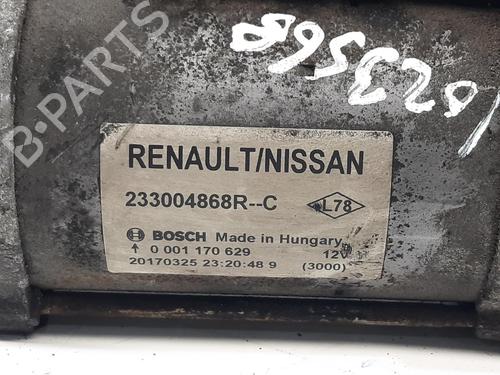 B-PARTS
RENAULT/NISSAN
233004868R--C L78
BOSCH Made in Hungary
↑ 0 001 170 629 12V
20170325 23:20:48 9 (3000)